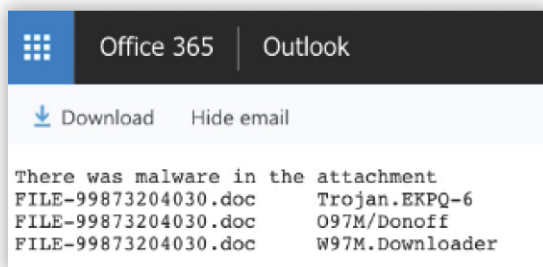 Office 365 Outlook
Download Hide email
There was malware in the attachment
FILE-99873204030.doc Trojan.EKPQ-6
FILE-99873204030.doc O97M/Donoff
FILE-99873204030.doc W97M.Downloader